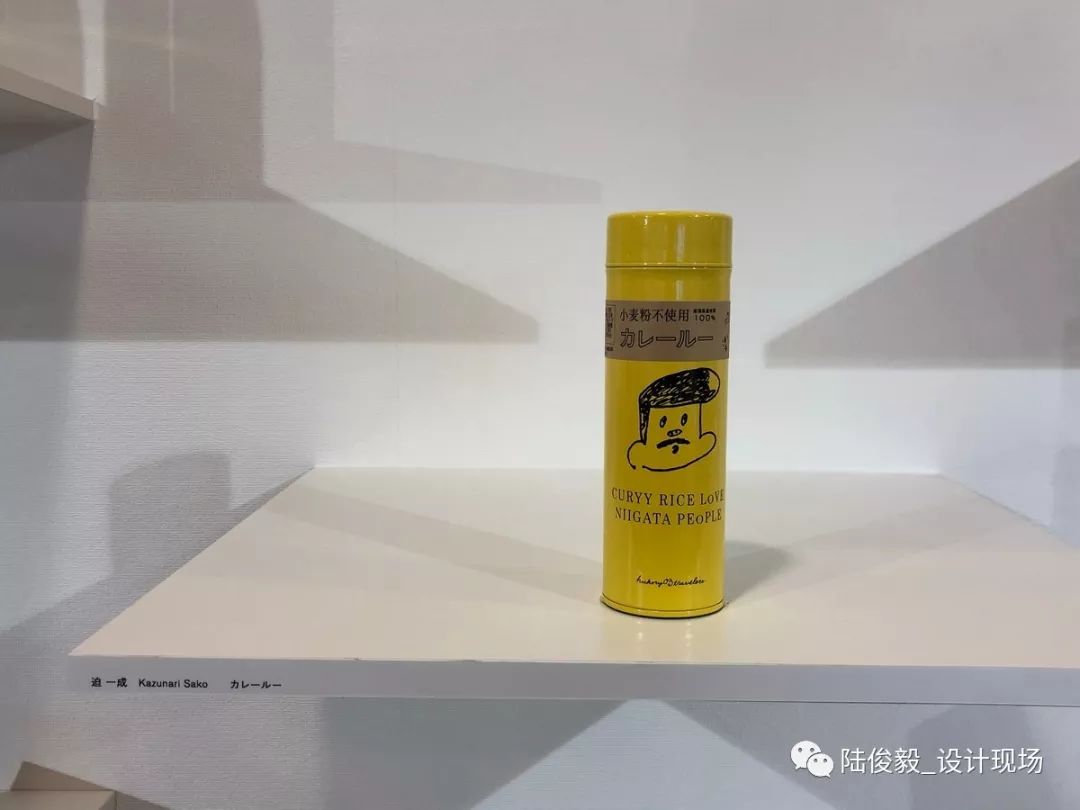 小麦粉不使用 100%
カレールー
CURYY RICE LoVE
NIIGATA PEoPLE
hickory03travelers
迫 一成 Kazunari Sako カレールー
陆俊毅_设计现场